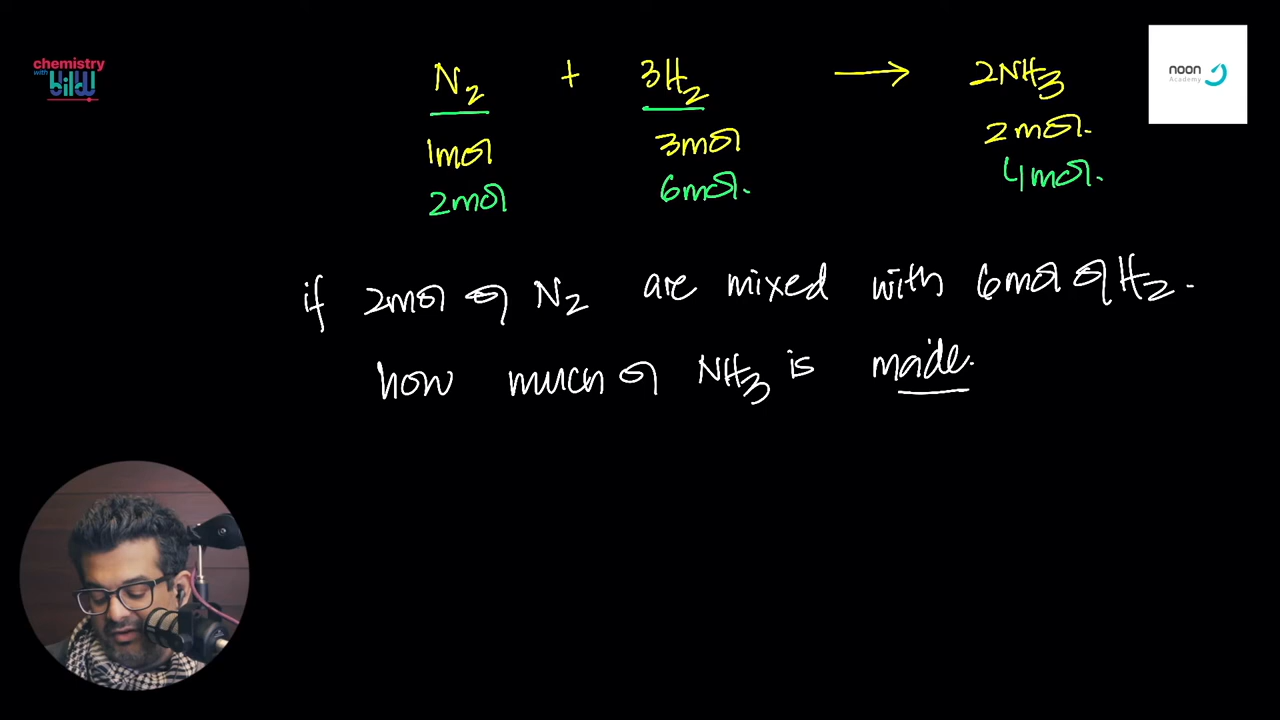 chemistry
with
bildu
noon
Academy
N₂ + 3H₂ → 2NH₃
1mol 3mol 2mol.
2mol 6mol. 4mol.
if 2mol of N₂ are mixed with 6mol of H₂.
how much of NH₃ is made.